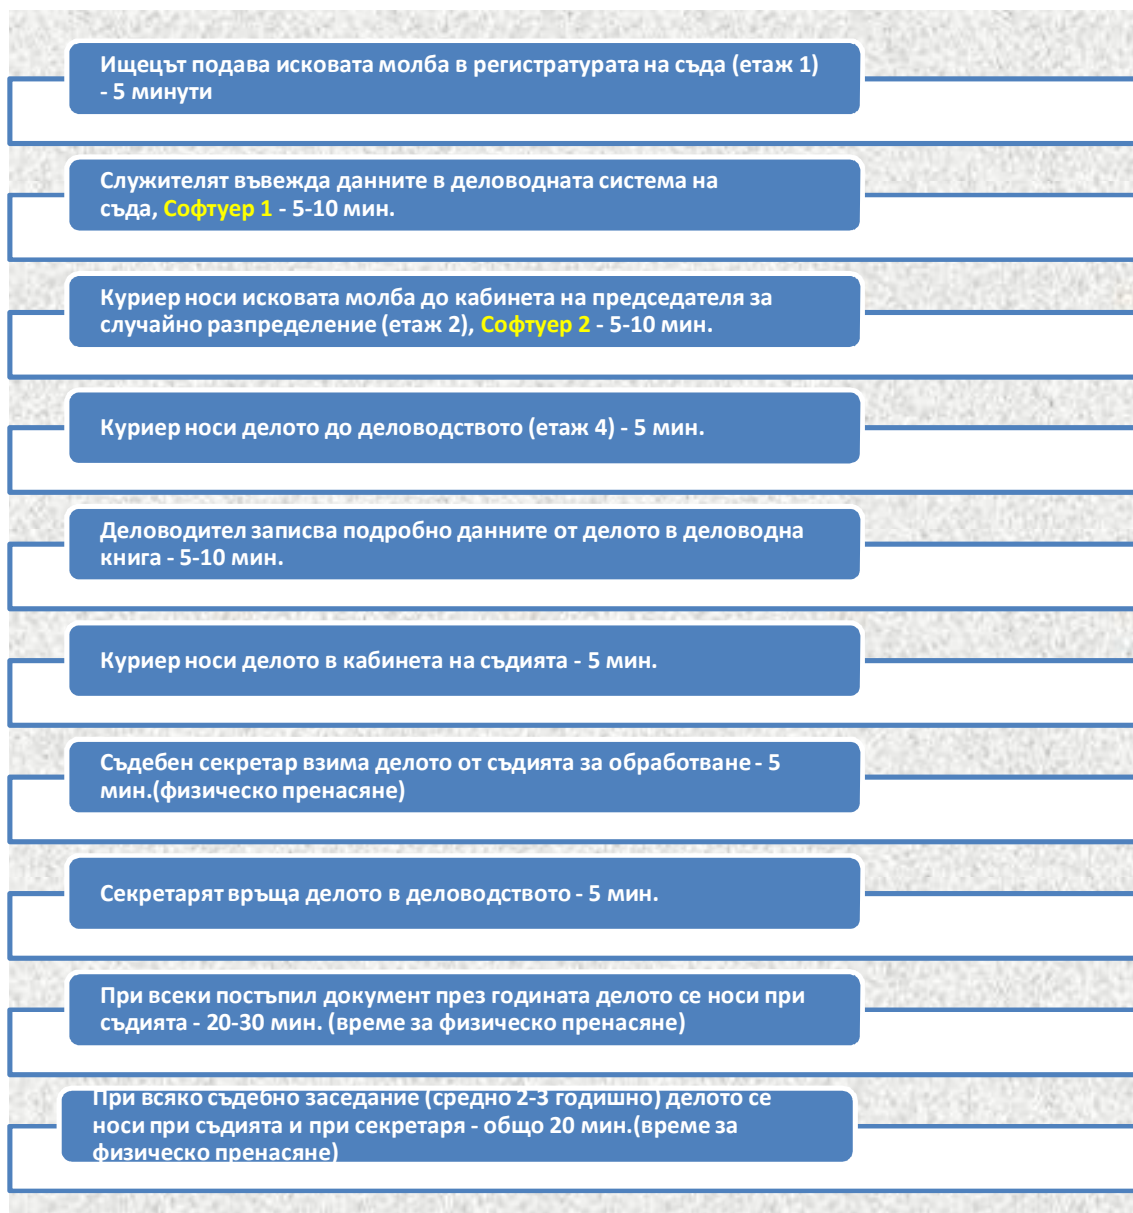 Ищецът подава исковата молба в регистратурата на съда (етаж 1)
- 5 минути
Служителят въвежда данните в деловодната система на
съда, Софтуер 1 - 5-10 мин.
Куриер носи исковата молба до кабинета на председателя за
случайно разпределение (етаж 2), Софтуер 2 - 5-10 мин.
Куриер носи делото до деловодството (етаж 4) - 5 мин.
Деловодител записва подробно данните от делото в деловодна
книга - 5-10 мин.
Куриер носи делото в кабинета на съдията - 5 мин.
Съдебен секретар взима делото от съдията за обработване - 5
мин.(физическо пренасяне)
Секретарят връща делото в деловодството - 5 мин.
При всеки постъпил документ през годината делото се носи при
съдията - 20-30 мин. (време за физическо пренасяне)
При всяко съдебно заседание (средно 2-3 годишно) делото се
носи при съдията и при секретаря - общо 20 мин.(време за
физическо пренасяне)